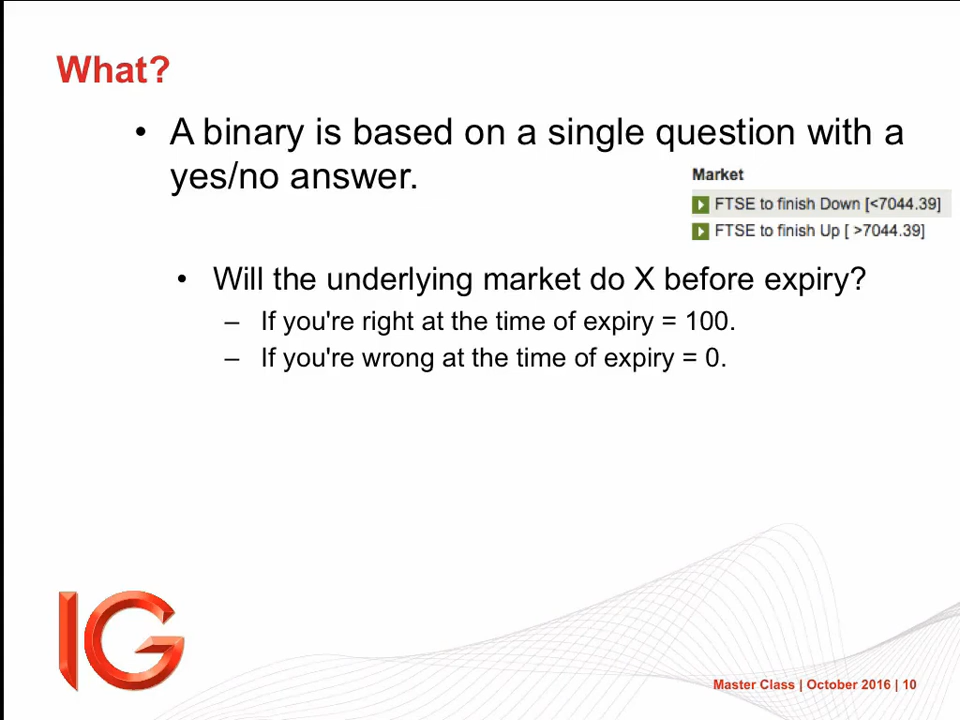 What?
• A binary is based on a single question with a
yes/no answer.
Market
FTSE to finish Down [<7044.39]
FTSE to finish Up [ >7044.39]
• Will the underlying market do X before expiry?
– If you're right at the time of expiry = 100.
– If you're wrong at the time of expiry = 0.
IG
Master Class | October 2016 | 10